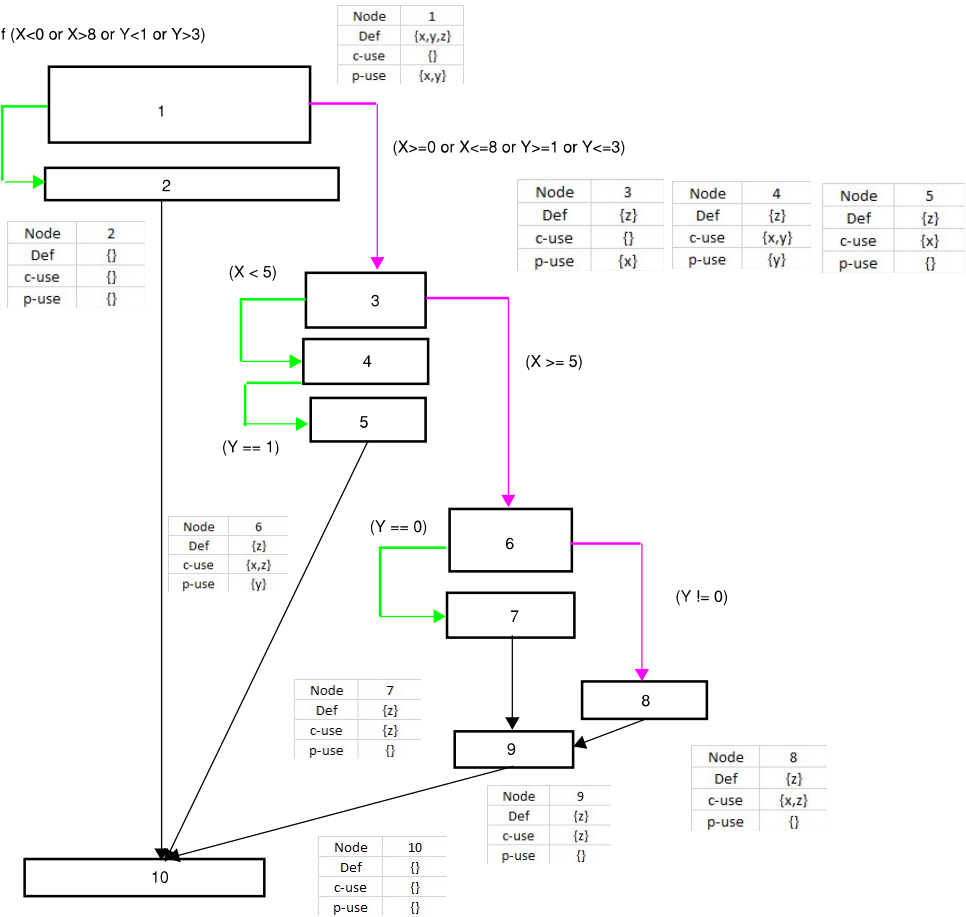 Node 1
f (X<0 or X>8 or Y<1 or Y>3)
Def {x,y,z}
c-use {}
p-use {x,y}
1
(X>=0 or X<=8 or Y>=1 or Y<=3)
2
Node 3
Def {z}
c-use {}
p-use {x}
Node 4
Def {z}
c-use {x,y}
p-use {y}
Node 5
Def {z}
c-use {x}
p-use {}
Node 2
Def {}
c-use {}
p-use {}
(X < 5)
3
4
(X >= 5)
5
(Y == 1)
Node 6
Def {z}
c-use {x,z}
p-use {y}
(Y == 0)
6
(Y != 0)
7
Node 7
Def {z}
c-use {z}
p-use {}
8
9
Node 8
Def {z}
c-use {x,z}
p-use {}
Node 9
Def {z}
c-use {z}
p-use {}
Node 10
Def {}
c-use {}
p-use {}
10